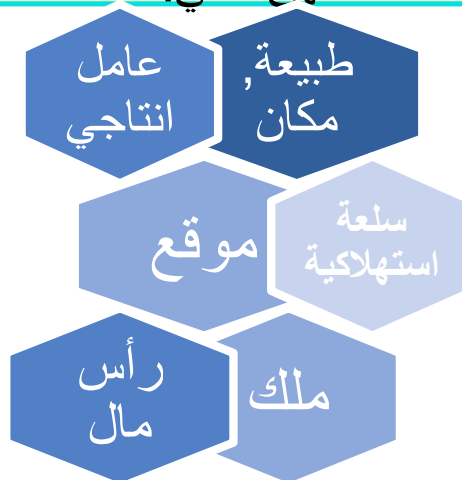 طبيعة,
مكان
عامل
انتاجي
سلعة
استهلاكية
موقع
ملك
رأس
مال